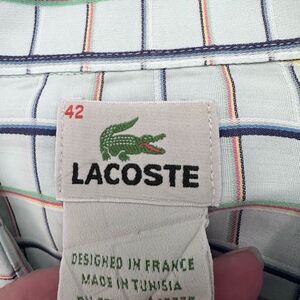 42
LACOSTE
DESIGNED IN FRANCE
MADE IN TUNISIA